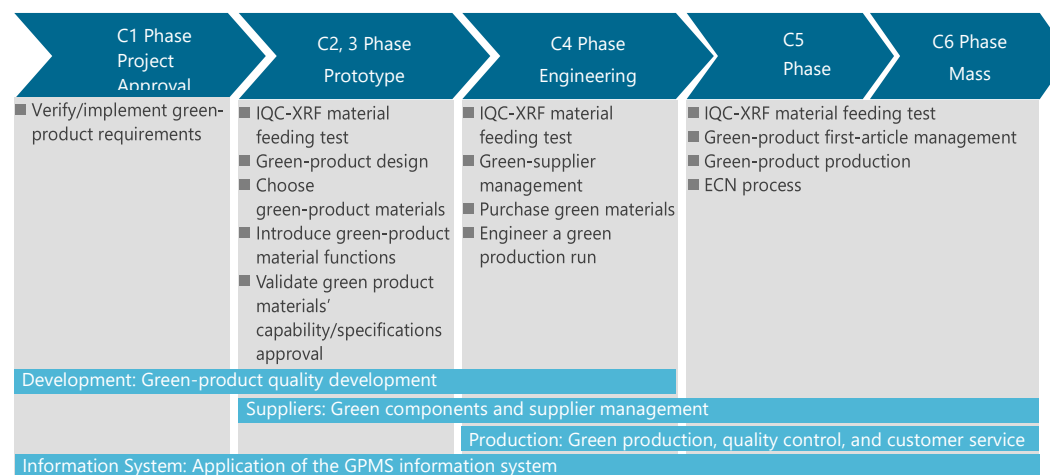 C1 Phase
Project
Approval
C2, 3 Phase
Prototype
C4 Phase
Engineering
C5
Phase
C6 Phase
Mass
■ Verify/implement green-
product requirements
■ IQC-XRF material
feeding test
■ Green-product design
■ Choose
green-product materials
■ Introduce green-product
material functions
■ Validate green product
materials’
capability/specifications
approval
■ IQC-XRF material
feeding test
■ Green-supplier
management
■ Purchase green materials
■ Engineer a green
production run
■ IQC-XRF material feeding test
■ Green-product first-article management
■ Green-product production
■ ECN process
Development: Green-product quality development
Suppliers: Green components and supplier management
Production: Green production, quality control, and customer service
Information System: Application of the GPMS information system